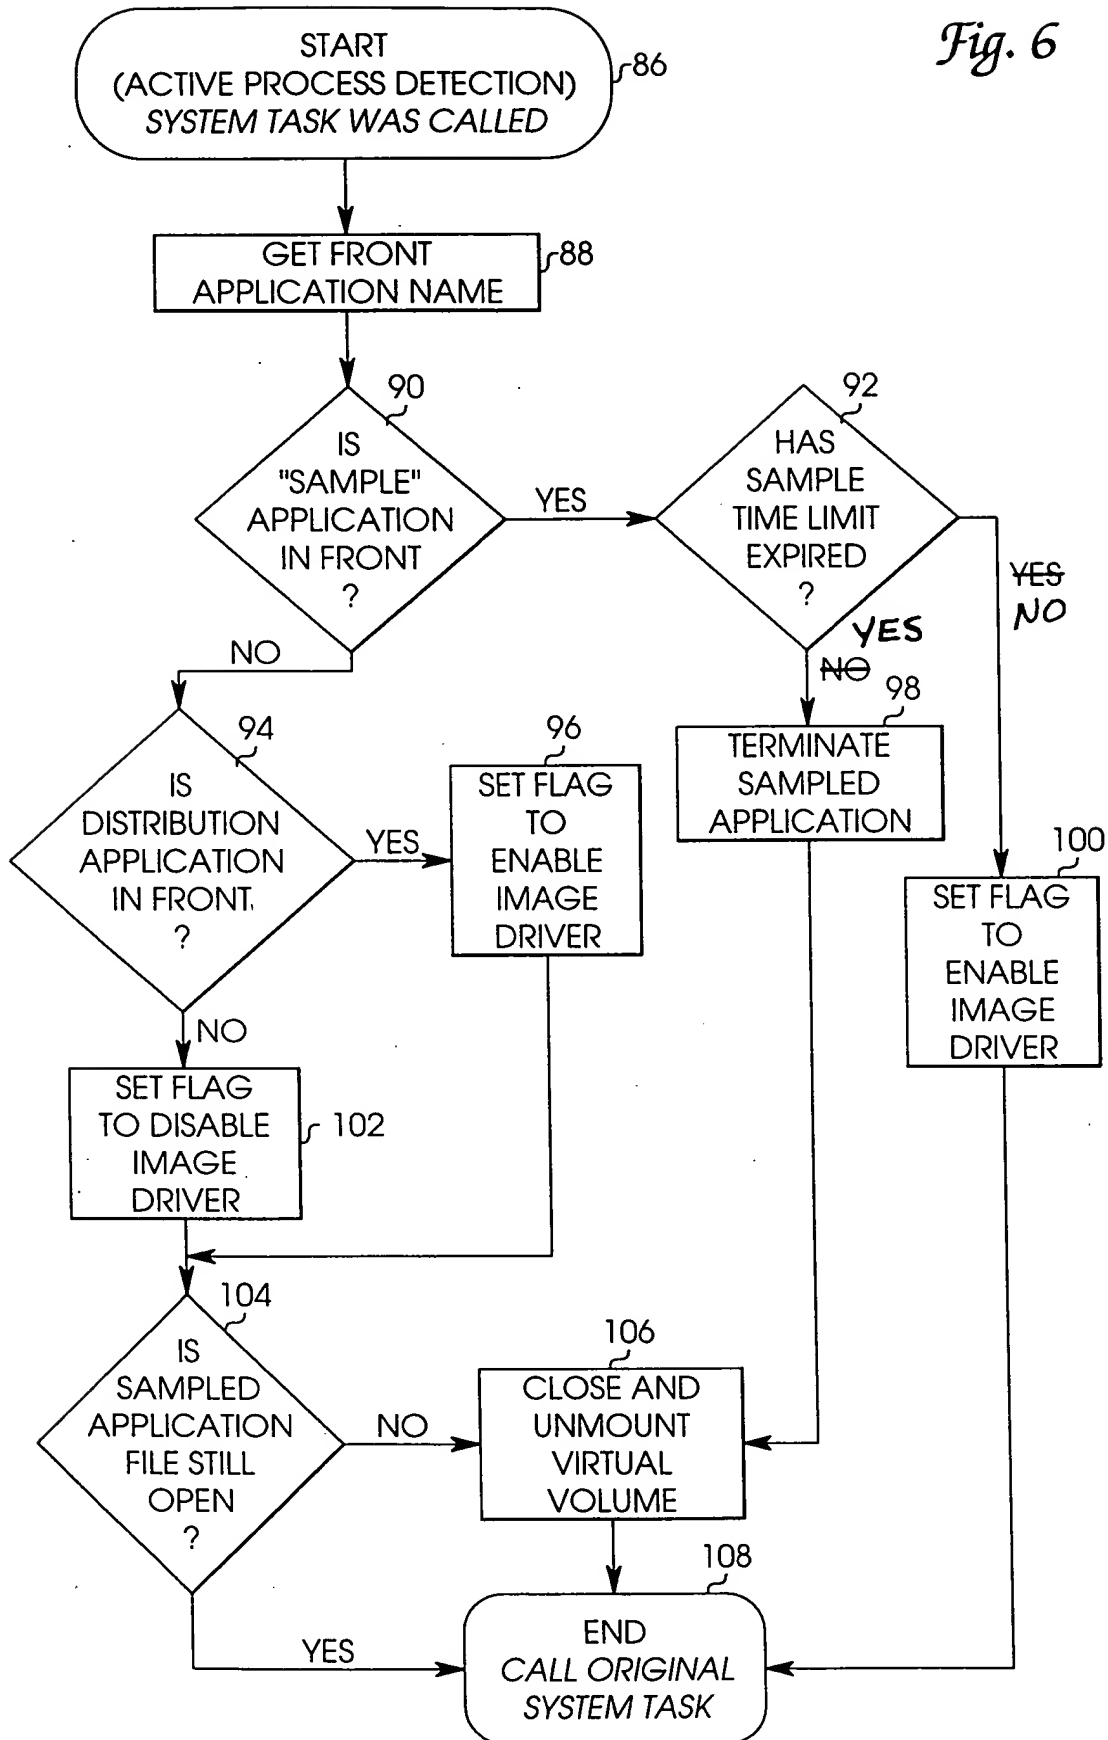 Fig. 6
START
(ACTIVE PROCESS DETECTION)
SYSTEM TASK WAS CALLED
86
GET FRONT
APPLICATION NAME
88
90
IS
"SAMPLE"
APPLICATION
IN FRONT
?
YES
NO
92
HAS
SAMPLE
TIME LIMIT
EXPIRED
?
YES
NO
YES
NO
94
IS
DISTRIBUTION
APPLICATION
IN FRONT
?
YES
NO
96
SET FLAG
TO
ENABLE
IMAGE
DRIVER
98
TERMINATE
SAMPLED
APPLICATION
100
SET FLAG
TO
ENABLE
IMAGE
DRIVER
SET FLAG
TO DISABLE
IMAGE
DRIVER
102
104
IS
SAMPLED
APPLICATION
FILE STILL
OPEN
?
NO
YES
106
CLOSE AND
UNMOUNT
VIRTUAL
VOLUME
108
END
CALL ORIGINAL
SYSTEM TASK